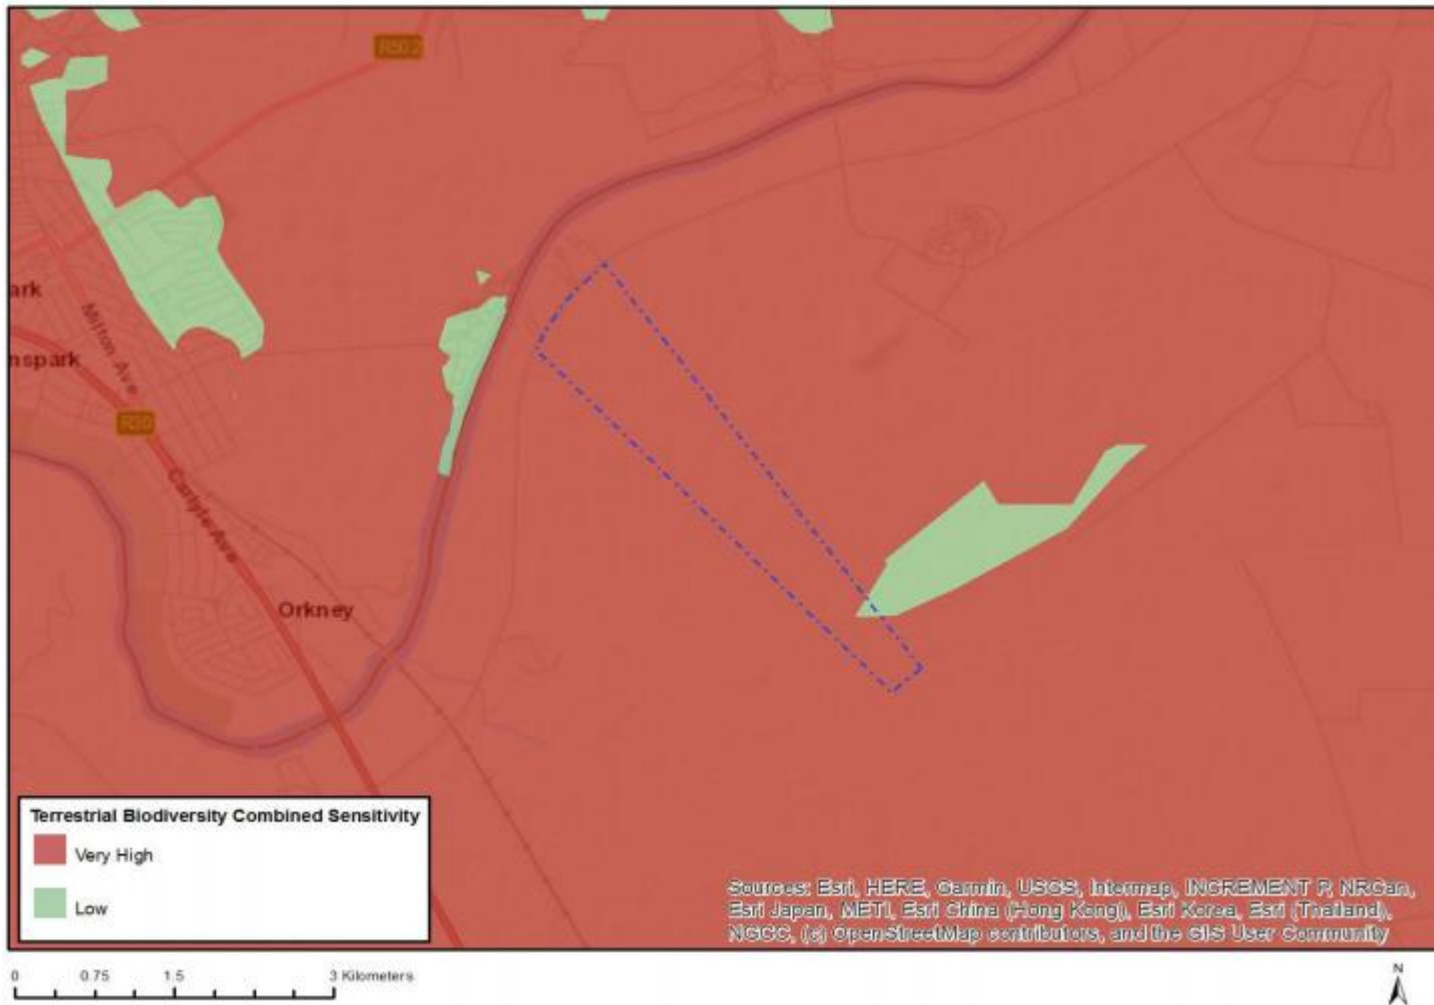 R502
ark
Milton Ave
nspark
R30
Carlyle Ave
Orkney
Terrestrial Biodiversity Combined Sensitivity
Very High
Low
Sources: Esri, HERE, Garmin, USGS, Intermap, INCREMENT P, NRCan,
Esri Japan, METI, Esri China (Hong Kong), Esri Korea, Esri (Thailand),
NGCC, (c) OpenStreetMap contributors, and the GIS User Community
0 0.75 1.5 3 Kilometers
N